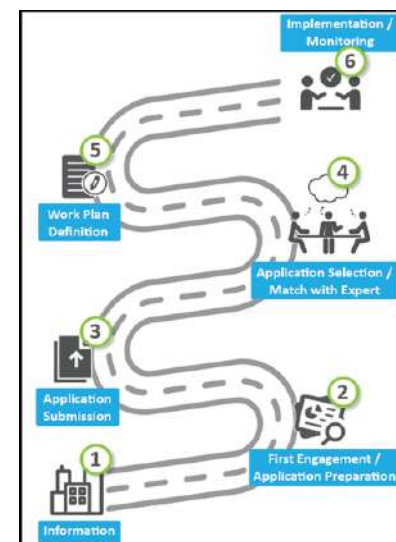 Implementation /
Monitoring
6
5
4
Work Plan
Definition
Application Selection /
Match with Expert
3
2
Application
Submission
1
First Engagement /
Application Preparation
Information